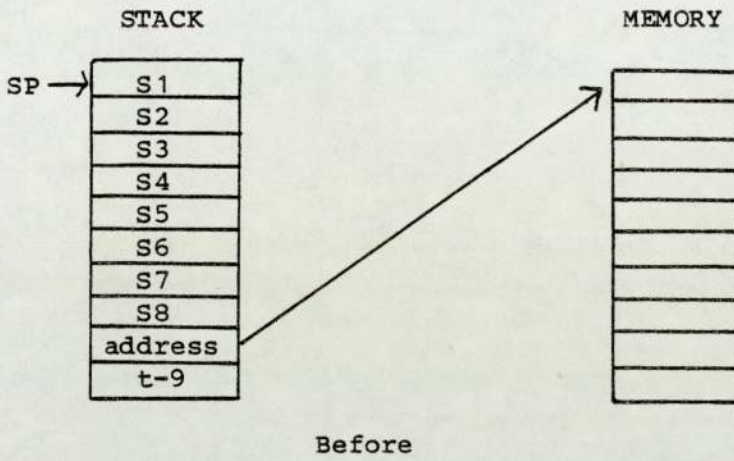 STACK MEMORY
SP S1
S2
S3
S4
S5
S6
S7
S8
address
t-9
Before